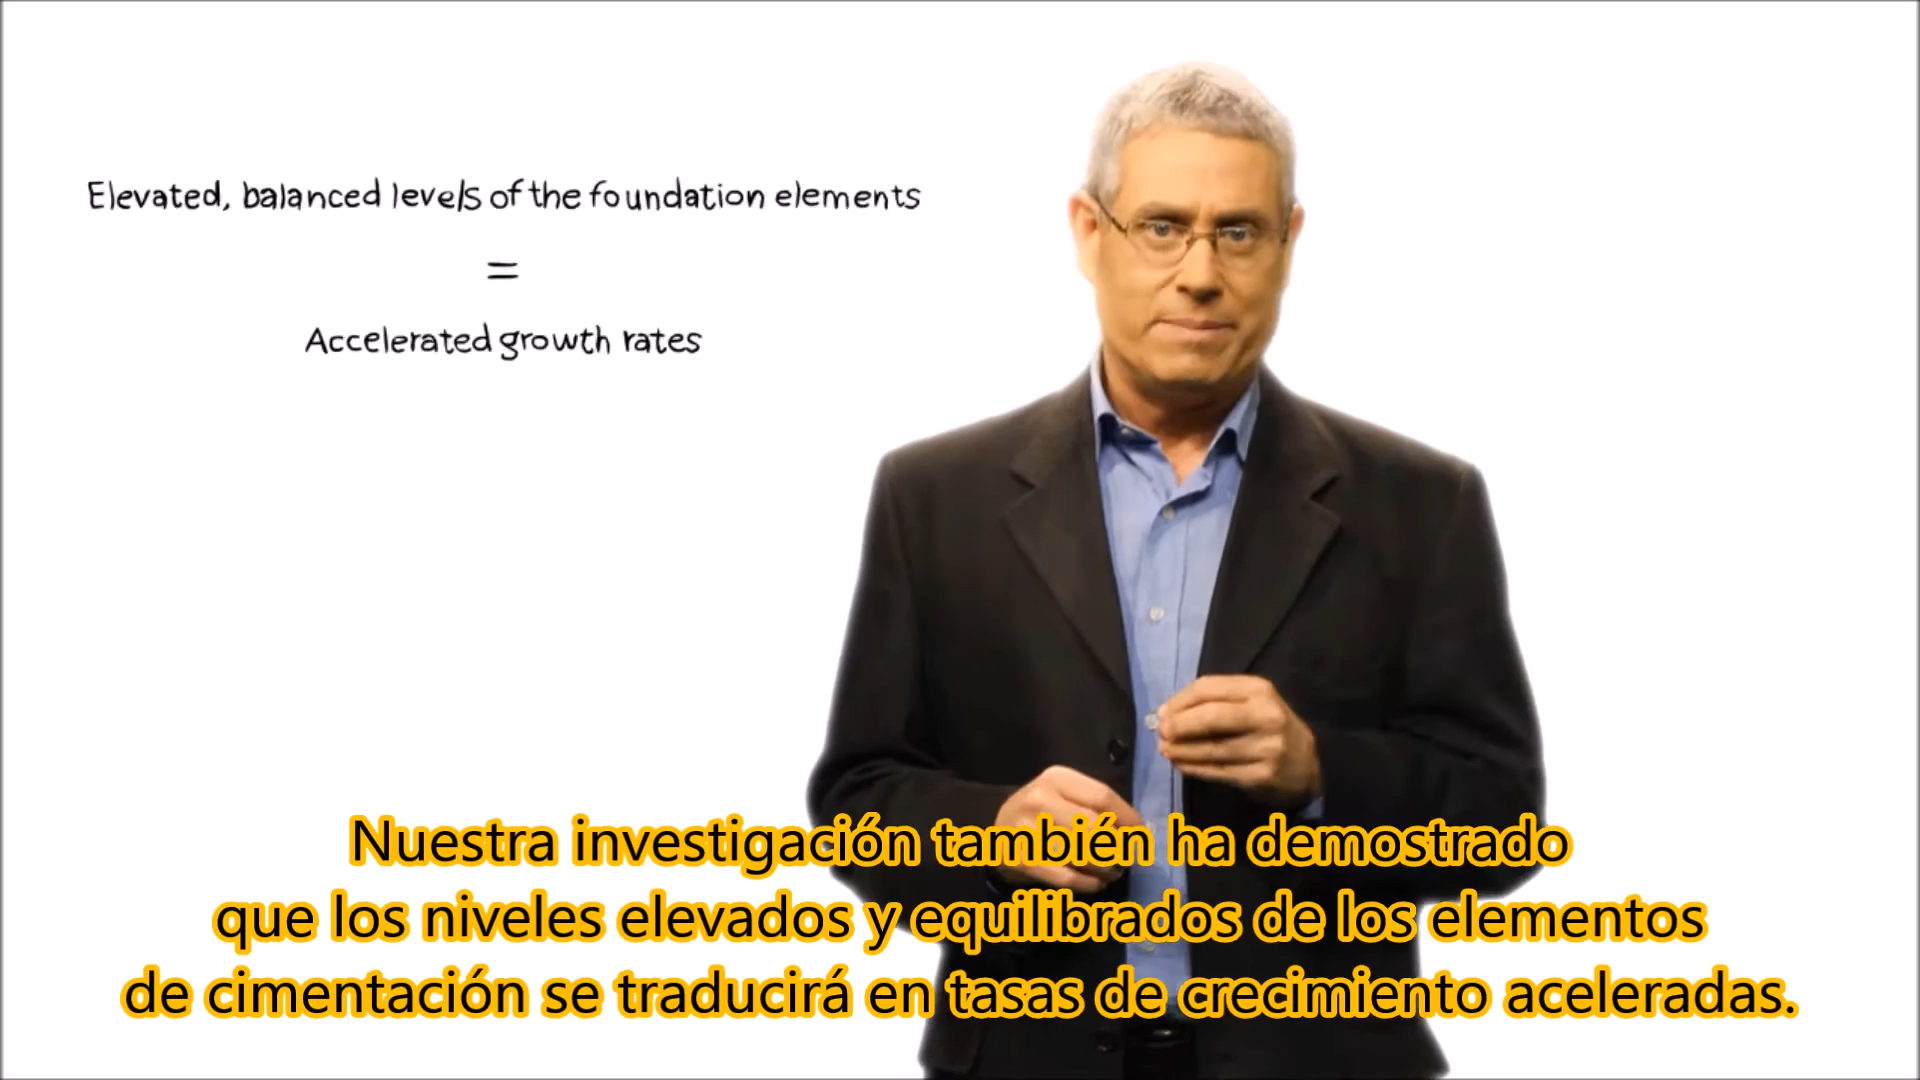 Elevated, balanced levels of the foundation elements
=
Accelerated growth rates
Nuestra investigación también ha demostrado
que los niveles elevados y equilibrados de los elementos
de cimentación se traducirá en tasas de crecimiento aceleradas.